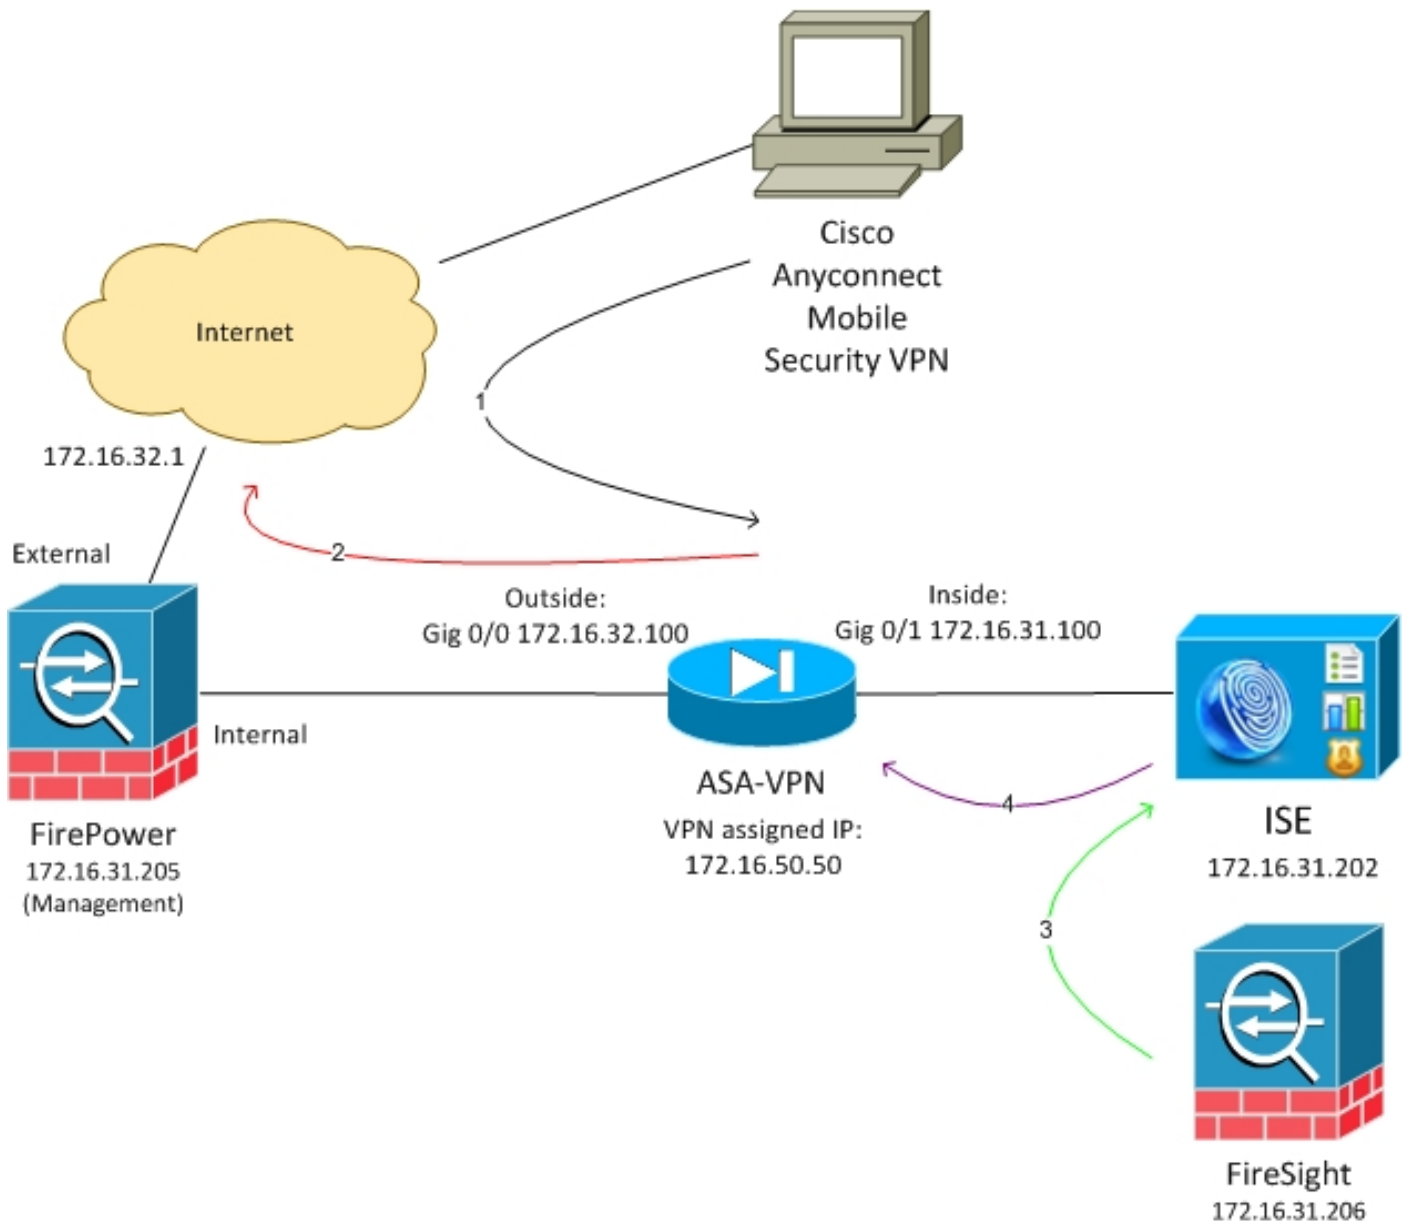 Cisco
Anyconnect
Mobile
Security VPN
Internet
1
172.16.32.1
2
External
Outside:
Gig 0/0 172.16.32.100
Inside:
Gig 0/1 172.16.31.100
Internal
ASA-VPN
VPN assigned IP:
172.16.50.50
4
FirePower
172.16.31.205
(Management)
ISE
172.16.31.202
3
FireSight
172.16.31.206